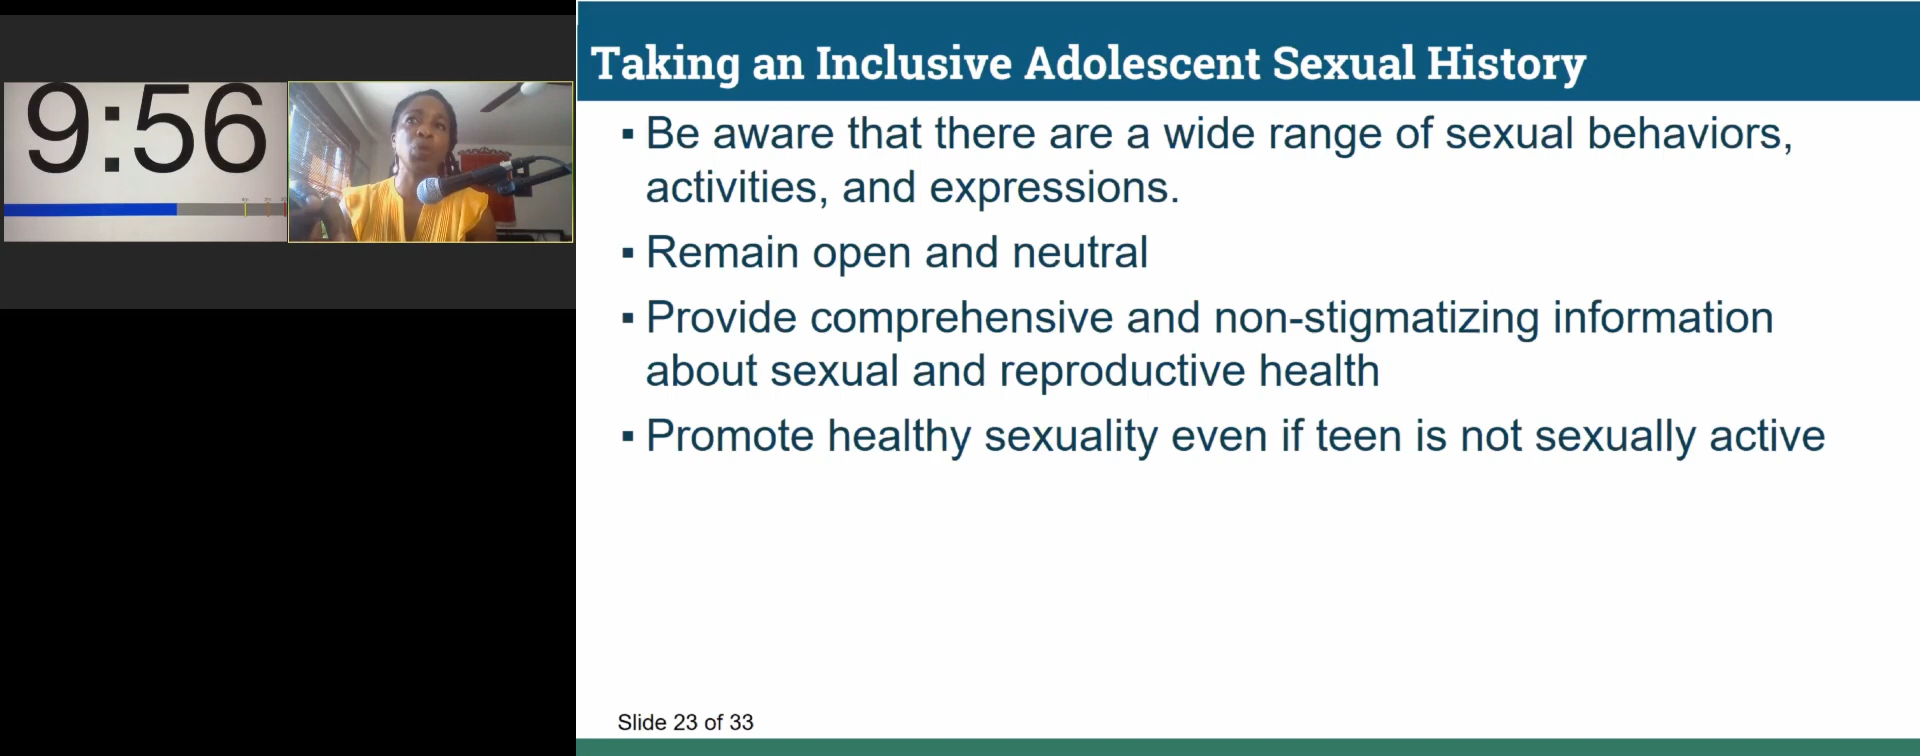 9:56
Taking an Inclusive Adolescent Sexual History
▪ Be aware that there are a wide range of sexual behaviors,
activities, and expressions.
▪ Remain open and neutral
▪ Provide comprehensive and non-stigmatizing information
about sexual and reproductive health
▪ Promote healthy sexuality even if teen is not sexually active
Slide 23 of 33